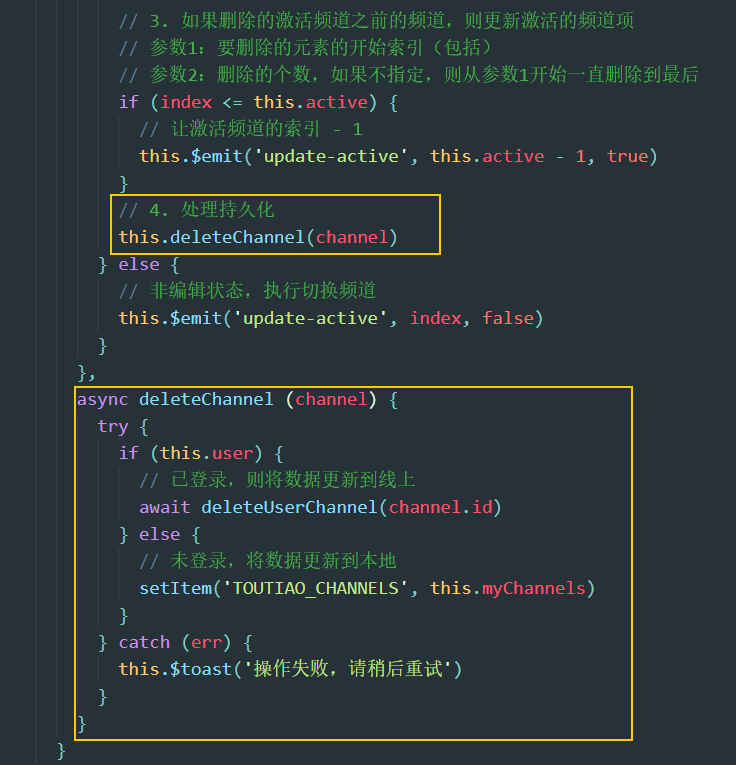 // 3. 如果删除的激活频道之前的频道，则更新激活的频道项
// 参数1：要删除的元素的开始索引（包括）
// 参数2：删除的个数，如果不指定，则从参数1开始一直删除到最后
if (index <= this.active) {
// 让激活频道的索引 - 1
this.$emit('update-active', this.active - 1, true)
}
// 4. 处理持久化
this.deleteChannel(channel)
} else {
// 非编辑状态，执行切换频道
this.$emit('update-active', index, false)
}
},
async deleteChannel (channel) {
try {
if (this.user) {
// 已登录，则将数据更新到线上
await deleteUserChannel(channel.id)
} else {
// 未登录，将数据更新到本地
setItem('TOUTIAO_CHANNELS', this.myChannels)
}
} catch (err) {
this.$toast('操作失败，请稍后重试')
}
}
}